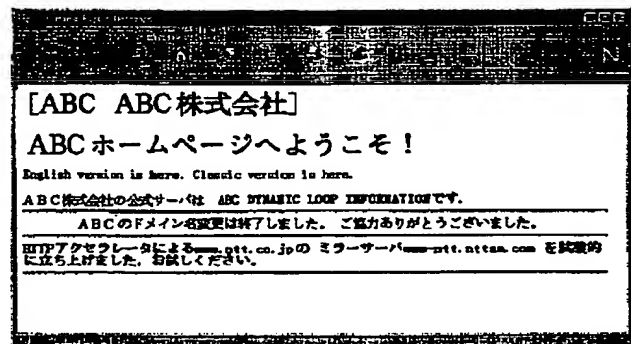 [ABC ABC株式会社]
ABCホームページへようこそ！
English version is here. Classic version is here.
ABC株式会社の公式サーバは ABC DYNAMIC LOOP INFORMATIONです。
ABCのドメイン名変更は終了しました。 ご協力ありがとうございました。
HTTPアクセラレータによる .ntt.co.jpの ミラーサーバ .nttam.com を試験的
に立ち上げました。お試しください。